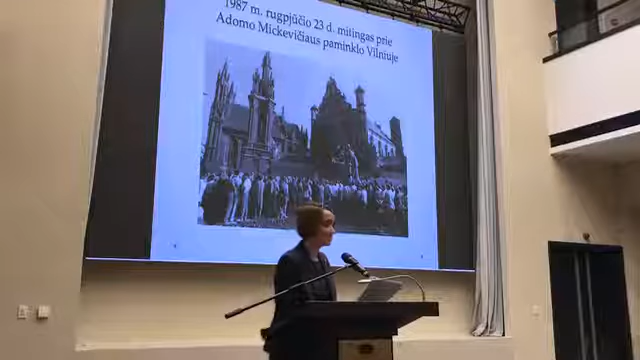 1987 m. rugpjūčio 23 d. mitingas prie
Adomo Mickevičiaus paminklo Vilniuje